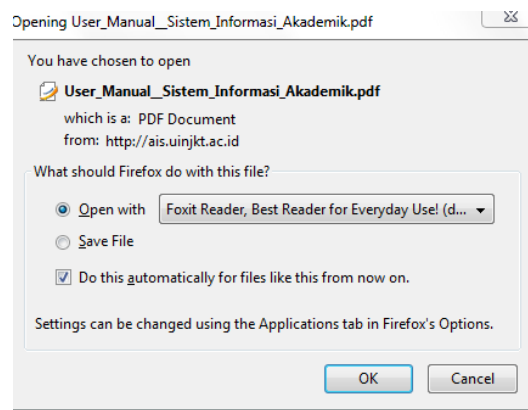 Opening User_Manual__Sistem_Informasi_Akademik.pdf
You have chosen to open
User_Manual__Sistem_Informasi_Akademik.pdf
which is a: PDF Document
from: http://ais.uinjkt.ac.id
What should Firefox do with this file?
Open with Foxit Reader, Best Reader for Everyday Use! (d...
Save File
Do this automatically for files like this from now on.
Settings can be changed using the Applications tab in Firefox's Options.
OK Cancel